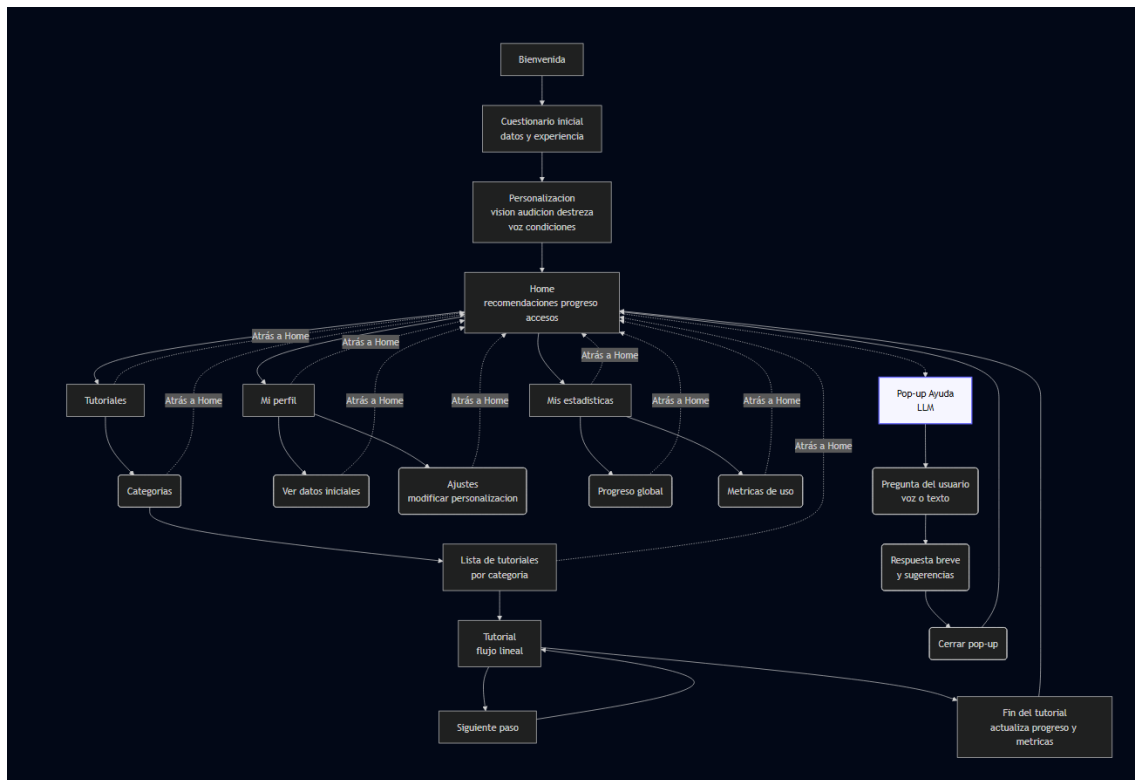 Bienvenida
Cuestionario inicial
datos y experiencia
Personalizacion
vision audicion destreza
voz condiciones
Home
recomendaciones progreso
accesos
Atrás a Home
Atrás a Home
Atrás a Home
Tutoriales
Atrás a Home
Mi perfil
Atrás a Home
Atrás a Home
Mis estadisticas
Atrás a Home
Atrás a Home
Pop-up Ayuda
LLM
Atrás a Home
Categorias
Ver datos iniciales
Ajustes
modificar personalizacion
Progreso global
Metricas de uso
Pregunta del usuario
voz o texto
Lista de tutoriales
por categoria
Respuesta breve
y sugerencias
Tutorial
flujo lineal
Cerrar pop-up
Siguiente paso
Fin del tutorial
actualiza progreso y
metricas